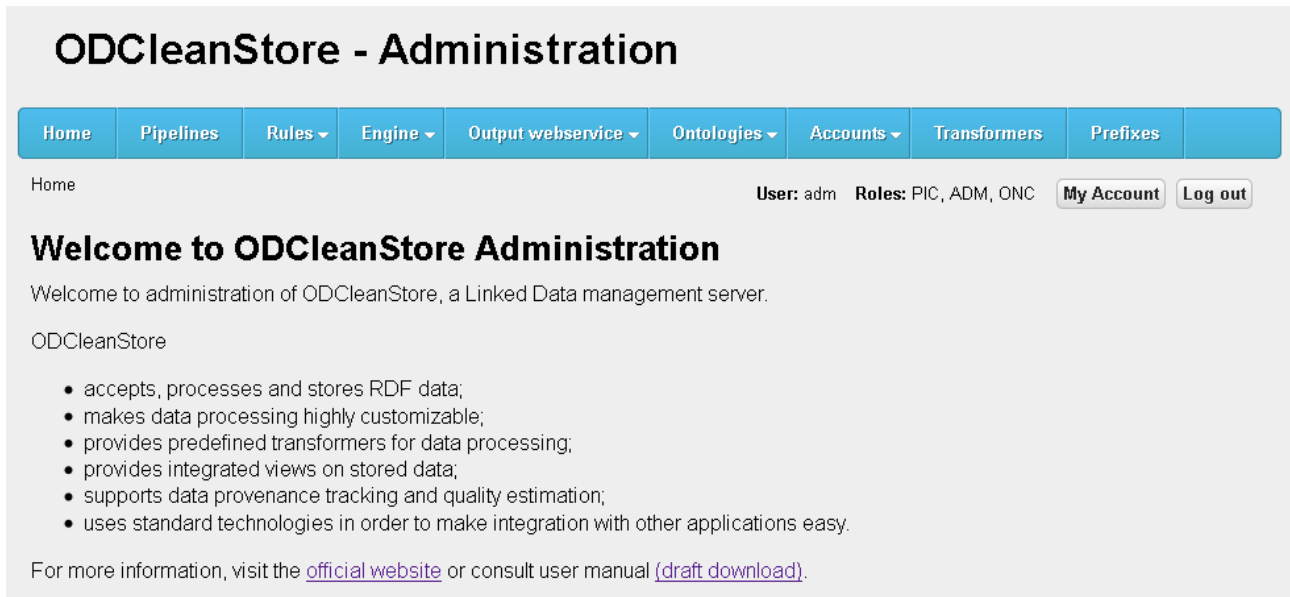 ODCleanStore - Administration
Home Pipelines Rules Engine Output webservice Ontologies Accounts Transformers Prefixes
Home User: adm Roles: PIC, ADM, ONC My Account Log out
Welcome to ODCleanStore Administration
Welcome to administration of ODCleanStore, a Linked Data management server.
ODCleanStore
• accepts, processes and stores RDF data;
• makes data processing highly customizable;
• provides predefined transformers for data processing;
• provides integrated views on stored data;
• supports data provenance tracking and quality estimation;
• uses standard technologies in order to make integration with other applications easy.
For more information, visit the official website or consult user manual (draft download).